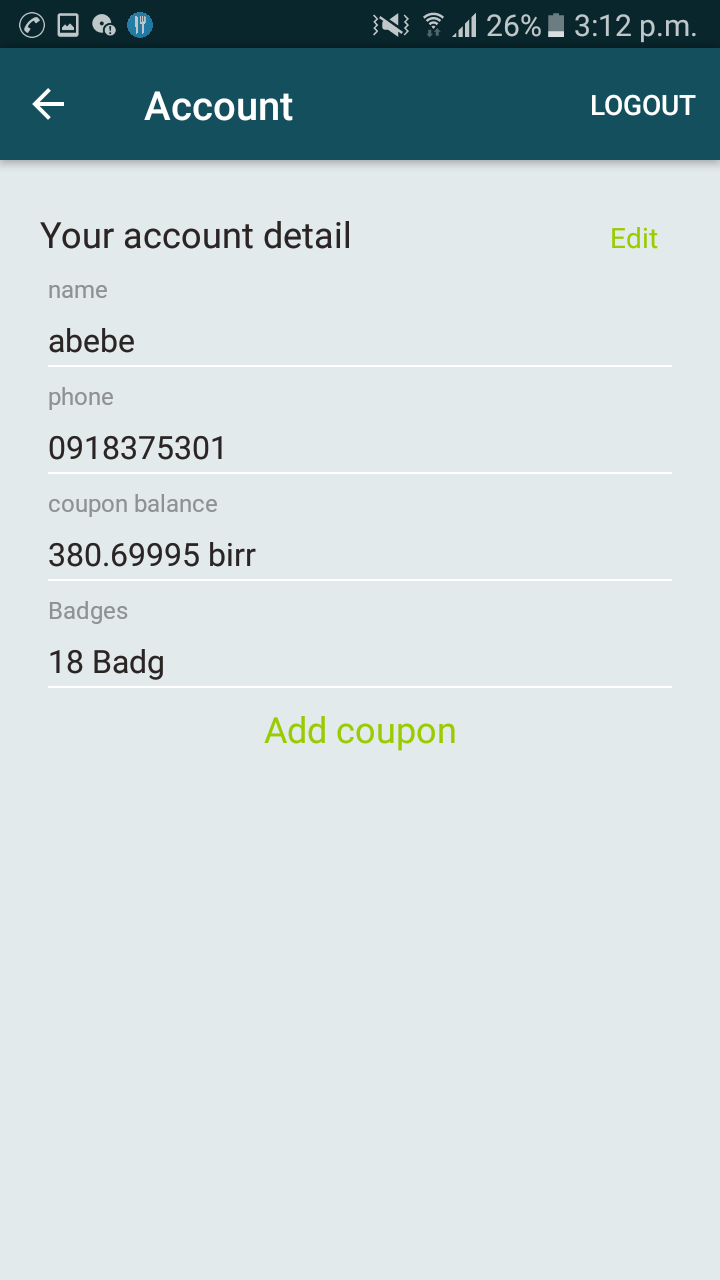 26% 3:12 p.m.
Account LOGOUT
Your account detail Edit
name
abebe
phone
0918375301
coupon balance
380.69995 birr
Badges
18 Badg
Add coupon